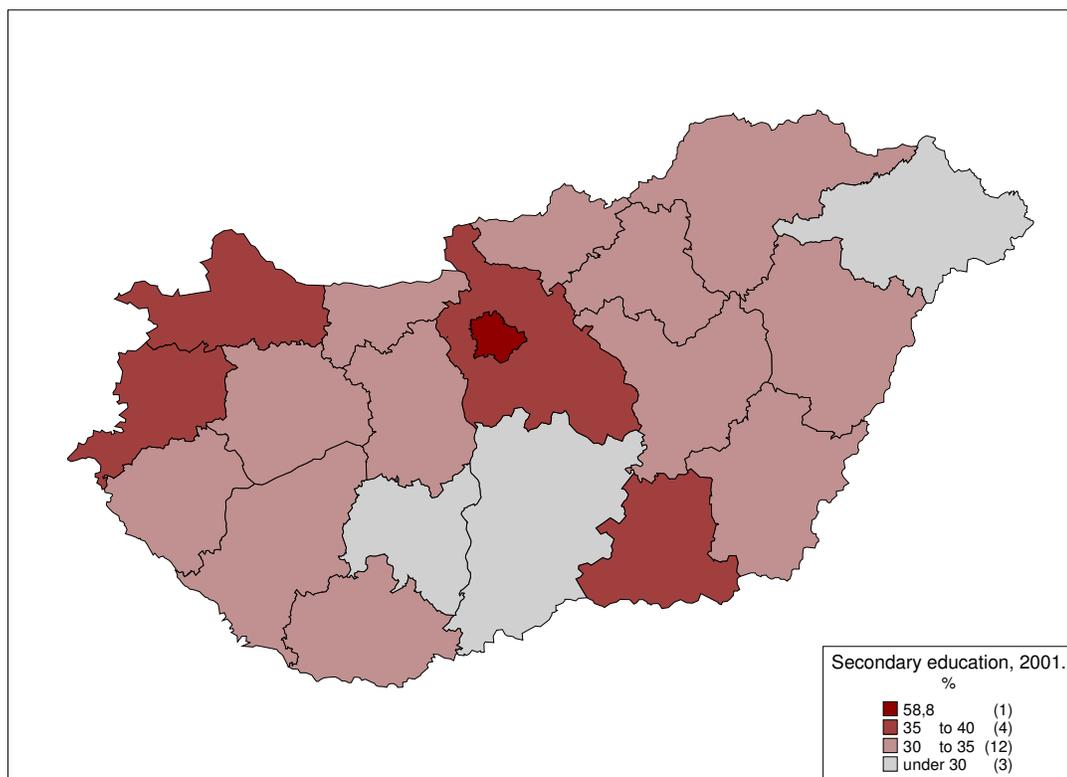 Secondary education, 2001.
%
58,8 (1)
35 to 40 (4)
30 to 35 (12)
under 30 (3)